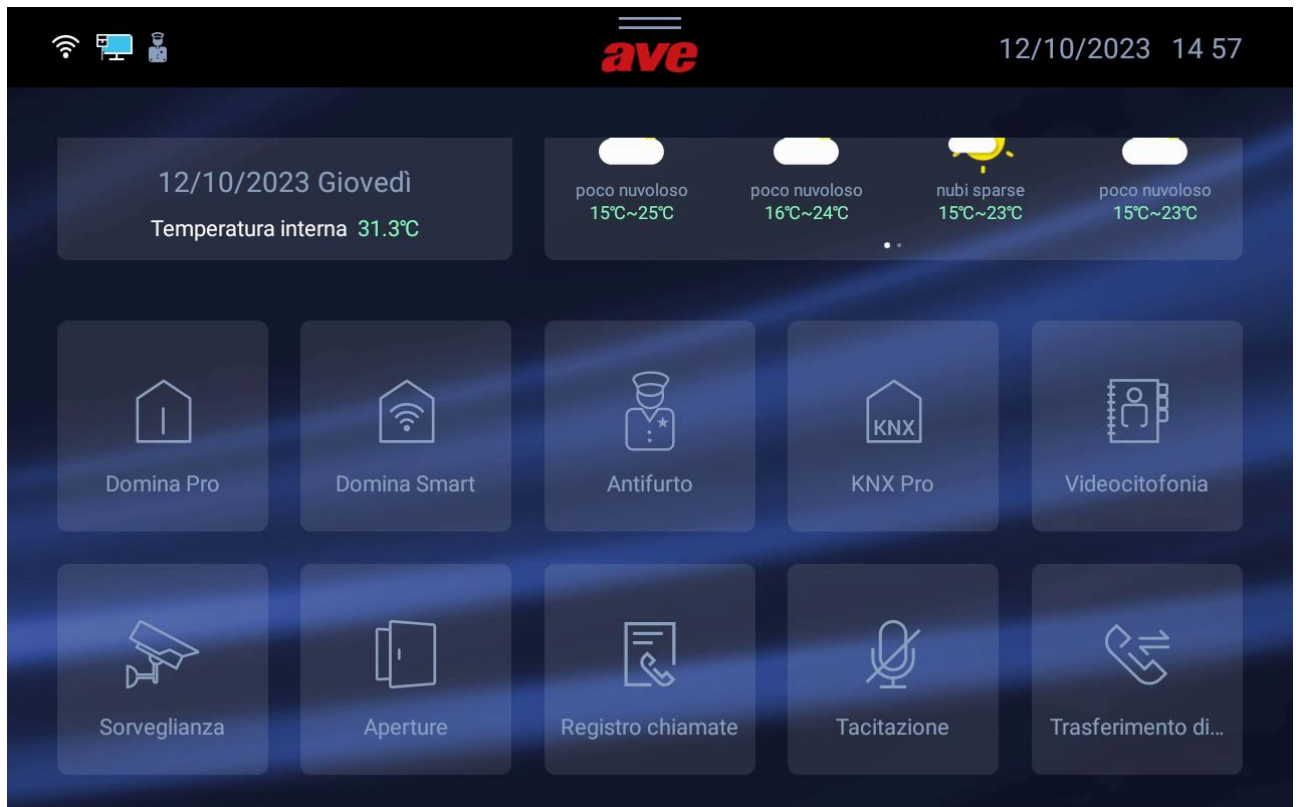 ave
12/10/2023 14 57
12/10/2023 Giovedì
Temperatura interna 31.3℃
poco nuvoloso
15℃~25℃
poco nuvoloso
16℃~24℃
nubi sparse
15℃~23℃
poco nuvoloso
15℃~23℃
Domina Pro
Domina Smart
Antifurto
KNX
KNX Pro
Videocitofonia
Sorveglianza
Aperture
Registro chiamate
Tacitazione
Trasferimento di...